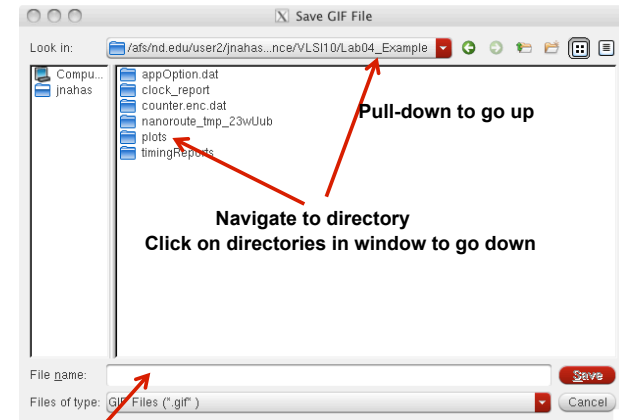 Save GIF File
Look in: /afs/nd.edu/user2/jnahas...nce/VLSI10/Lab04_Example
Compu...
jnahas
appOption.dat
clock_report
counter.enc.dat
nanoroute_tmp_23wUub
plots
timingReports
Pull-down to go up
Navigate to directory
Click on directories in window to go down
File name: Save
Files of type: GIF Files (*.gif* ) Cancel